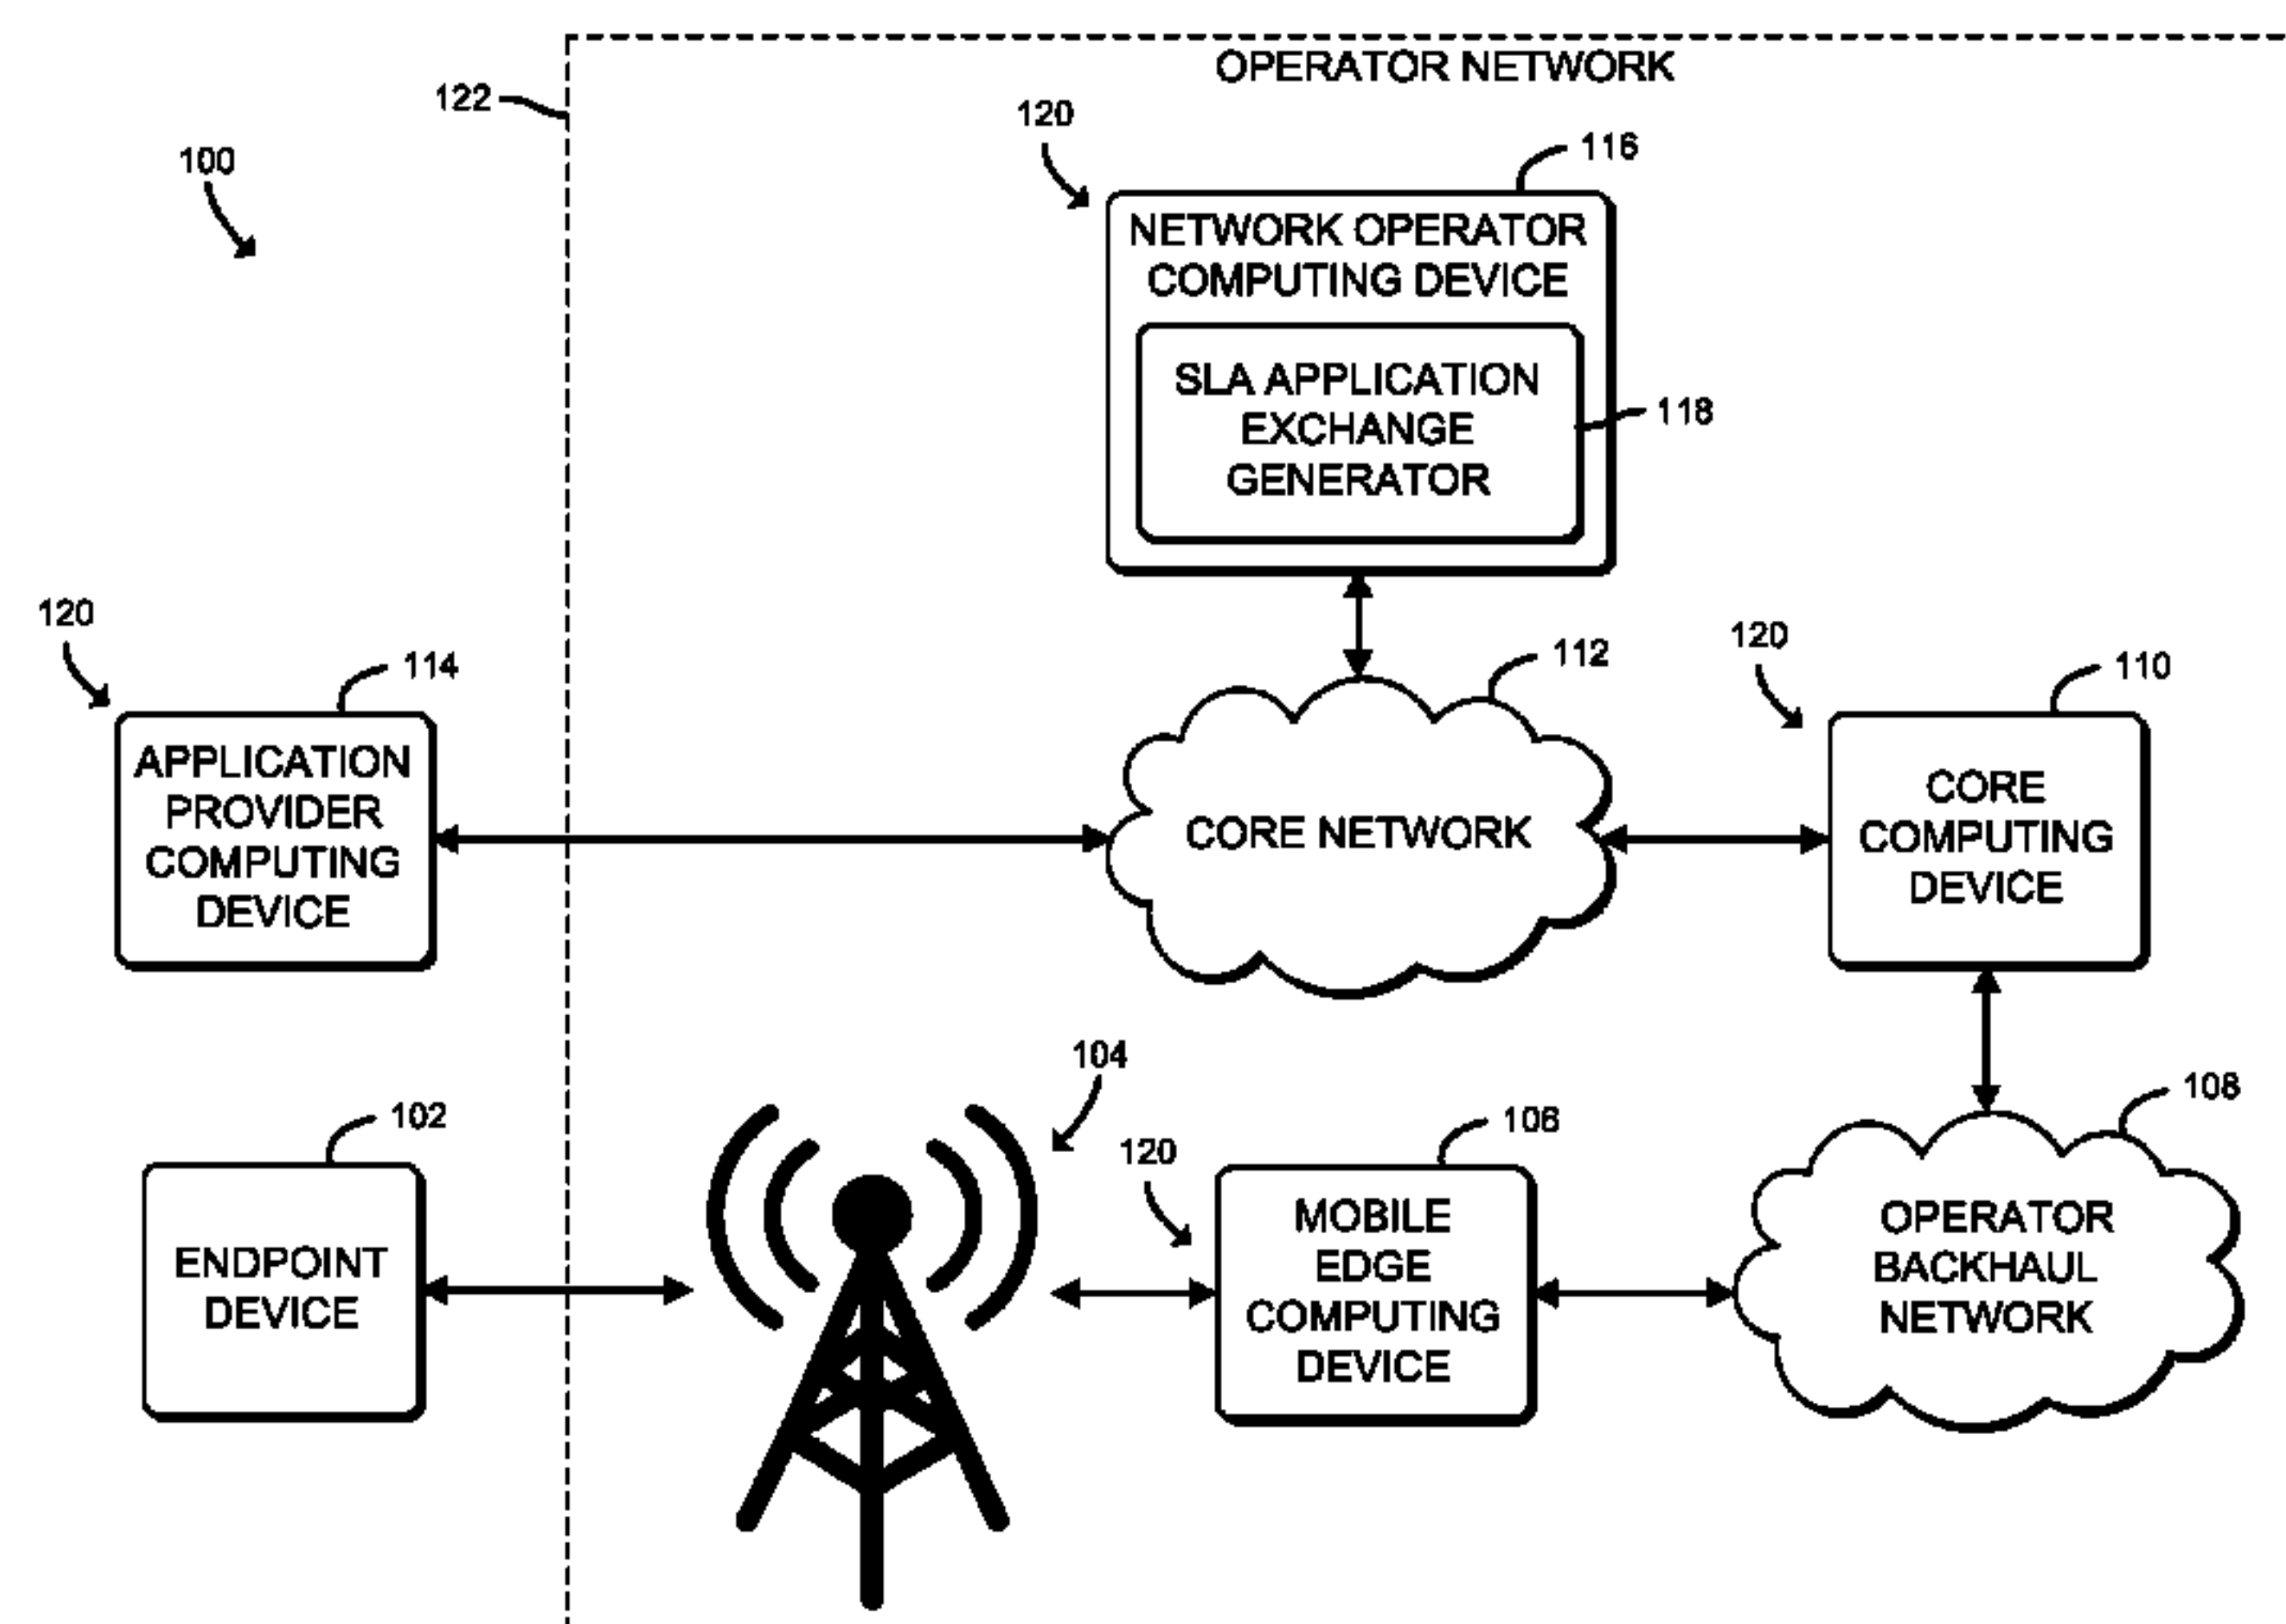 OPERATOR NETWORK
122
120
116
100
NETWORK OPERATOR
COMPUTING DEVICE
SLA APPLICATION
EXCHANGE
GENERATOR
118
120
114
112
120
110
APPLICATION
PROVIDER
COMPUTING
DEVICE
CORE NETWORK
CORE
COMPUTING
DEVICE
104
102
120
106
108
ENDPOINT
DEVICE
MOBILE
EDGE
COMPUTING
DEVICE
OPERATOR
BACKHAUL
NETWORK